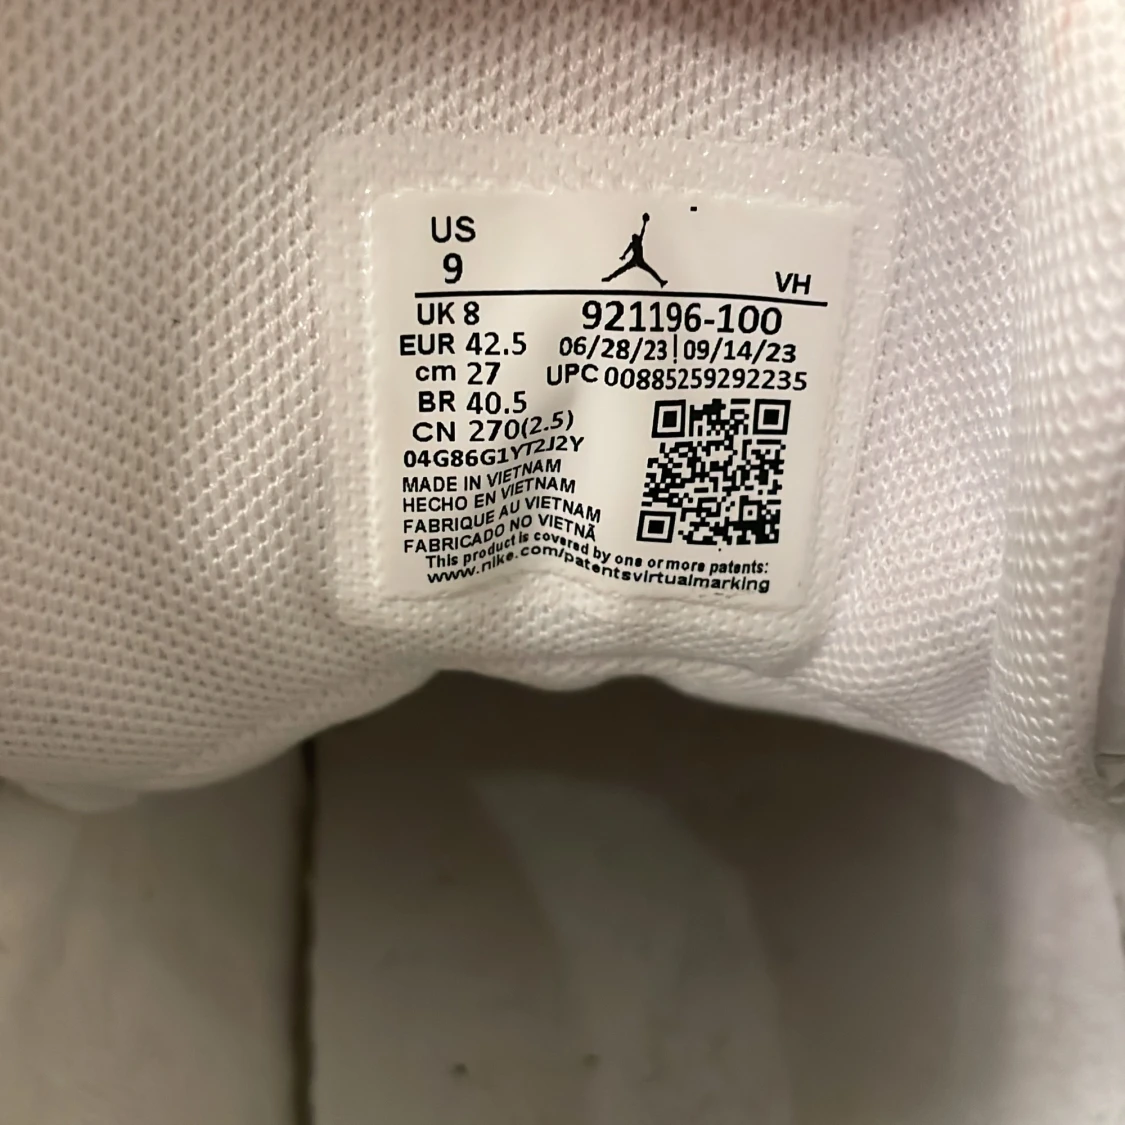 US
9
VH
UK 8
921196-100
EUR 42.5
06/28/23|09/14/23
cm 27
UPC 00885259292235
BR 40.5
CN 270(2.5)
04G86G1YT2J2Y
MADE IN VIETNAM
HECHO EN VIETNAM
FABRIQUE AU VIETNAM
FABRICADO NO VIETNÃ
This product is covered by one or more patents:
www.nike.com/patentsvirtualmarking